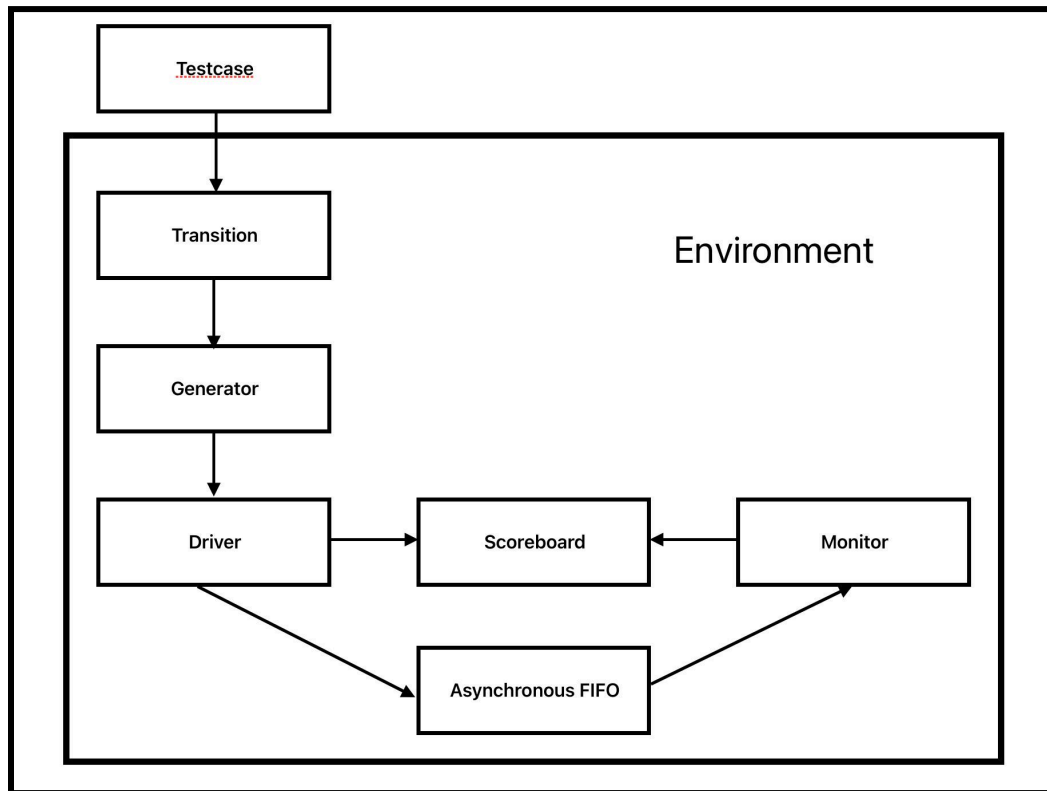 Testcase
Transition
Environment
Generator
Driver
Scoreboard
Monitor
Asynchronous FIFO